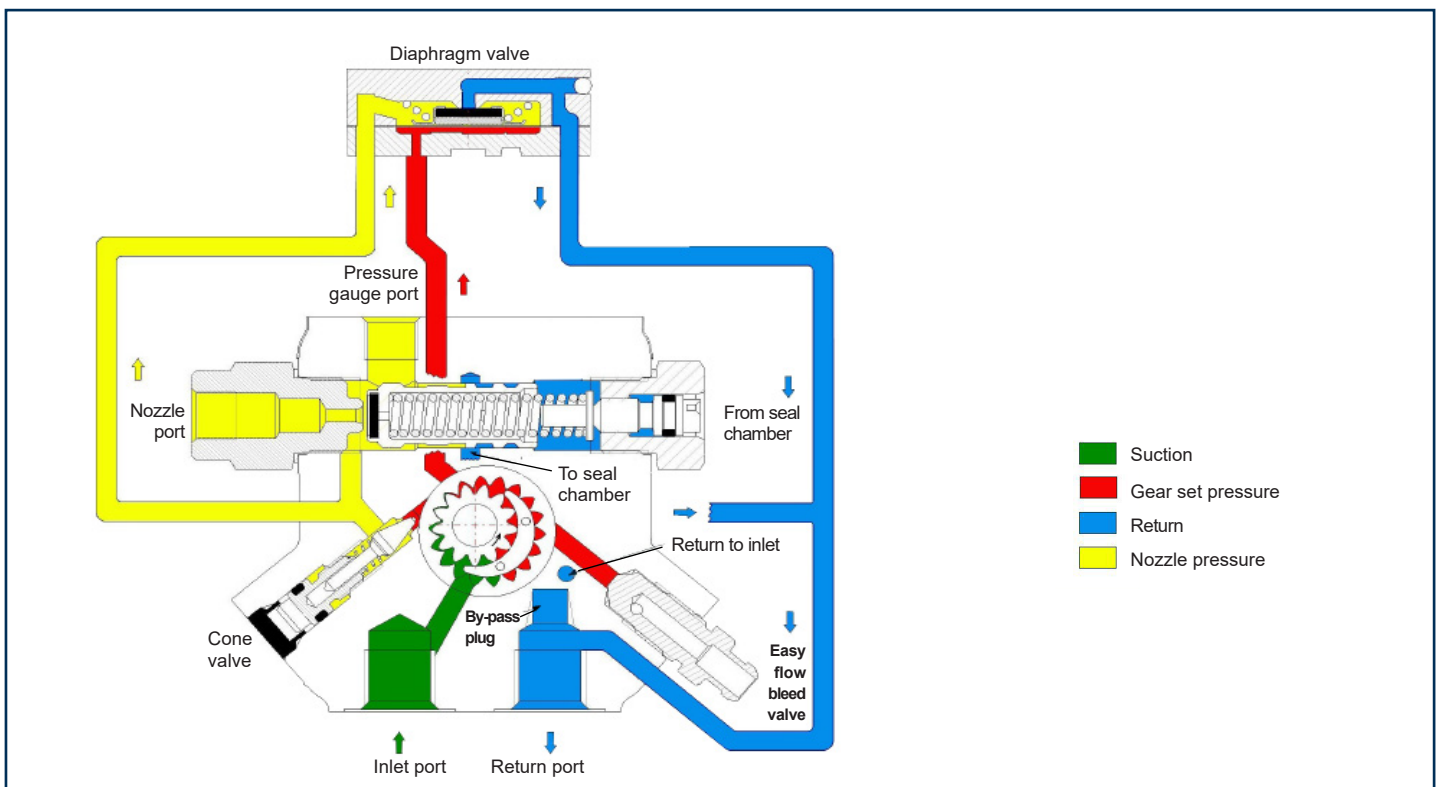 Diaphragm valve
Pressure
gauge port
Nozzle
port
From seal
chamber
To seal
chamber
Return to inlet
By-pass
plug
Cone
valve
Easy
flow
bleed
valve
Inlet port
Return port
Suction
Gear set pressure
Return
Nozzle pressure